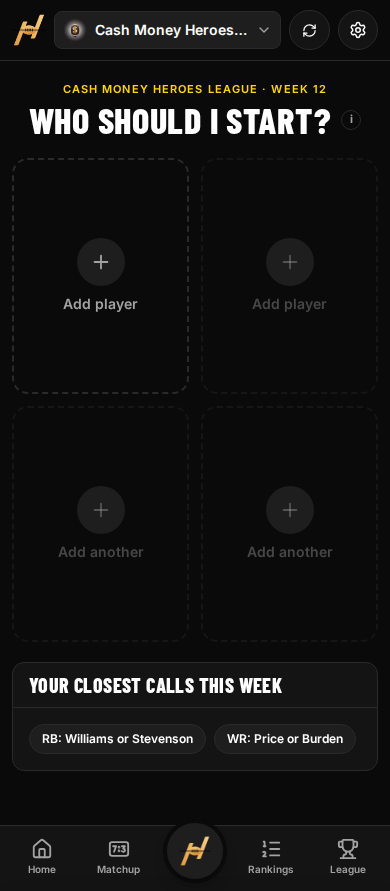 Cash Money Heroes...
CASH MONEY HEROES LEAGUE · WEEK 12
WHO SHOULD I START?
i
Add player
Add player
Add another
Add another
YOUR CLOSEST CALLS THIS WEEK
RB: Williams or Stevenson
WR: Price or Burden
7:3
1
2
Home
Matchup
Rankings
League